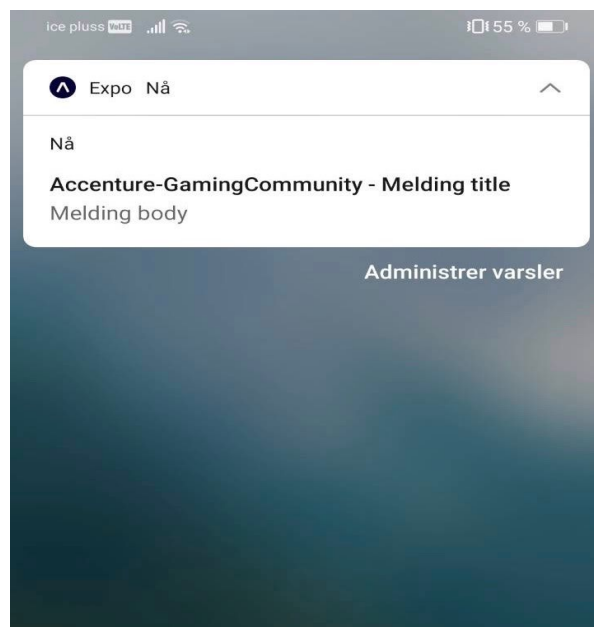 ice pluss VoLTE 55 %
Expo Nå
Nå
Accenture-GamingCommunity - Melding title
Melding body
Administrer varsler